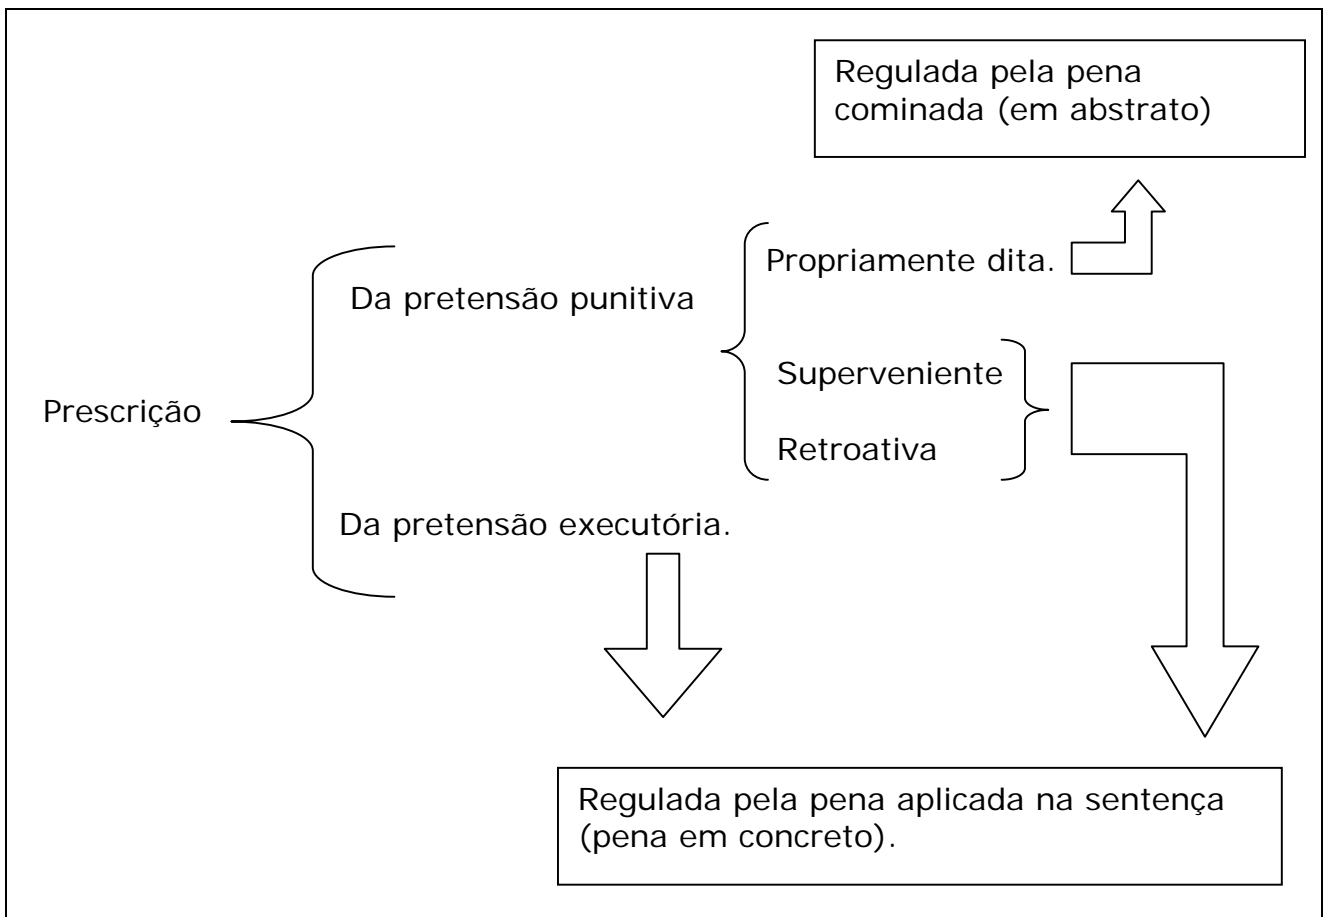 Regulada pela pena
cominada (em abstrato)
Propriamente dita.
Da pretensão punitiva
Superveniente
Prescrição
Retroativa
Da pretensão executória.
Regulada pela pena aplicada na sentença
(pena em concreto).